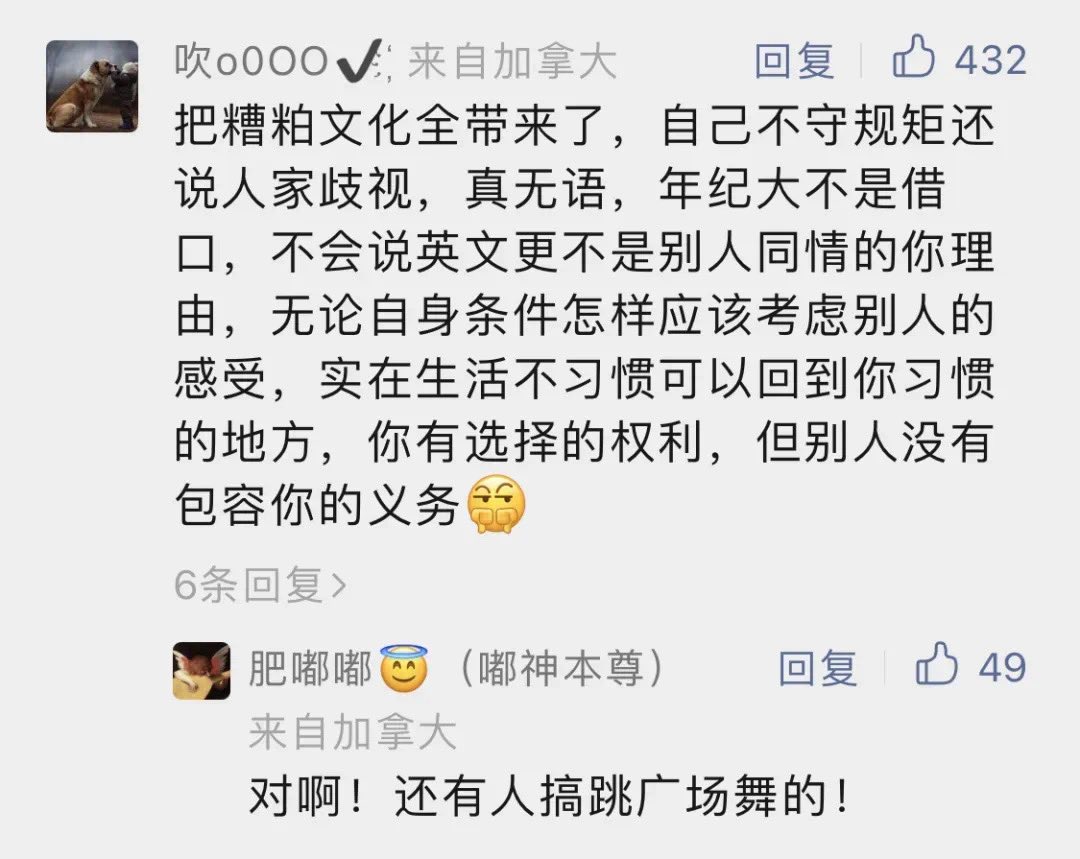 吹o0OO✔ 来自加拿大 回复 432
把糟粕文化全带来了，自己不守规矩还
说人家歧视，真无语，年纪大不是借
口，不会说英文更不是别人同情的你理
由，无论自身条件怎样应该考虑别人的
感受，实在生活不习惯可以回到你习惯
的地方，你有选择的权利，但别人没有
包容你的义务
6条回复>
肥嘟嘟😇（嘟神本尊） 回复 49
来自加拿大
对啊！还有人搞跳广场舞的！